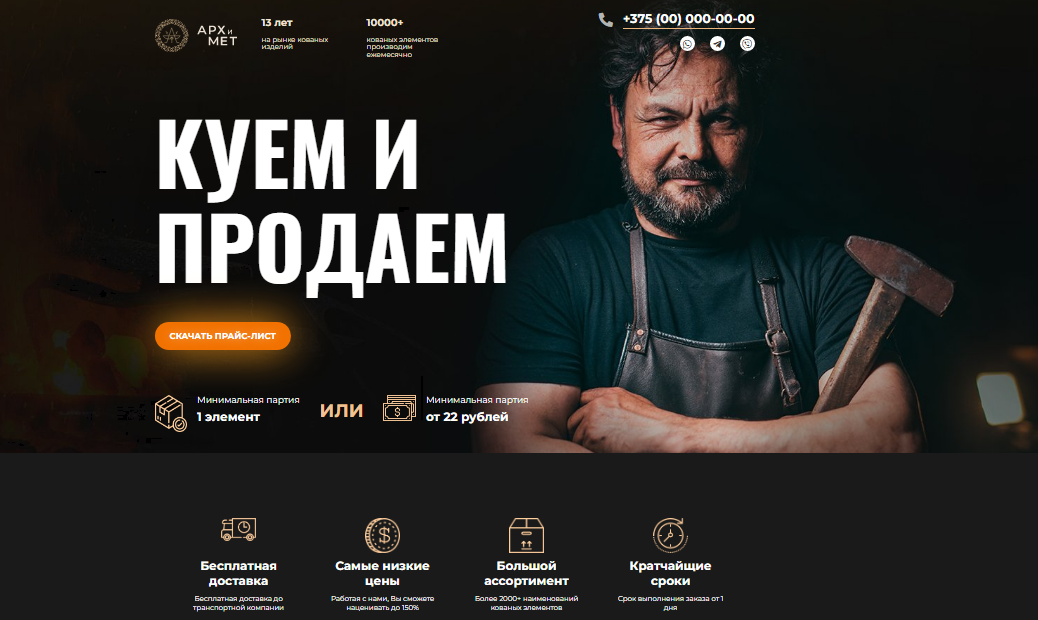 АРХИ
МЕТ
13 лет
на рынке кованых
изделий
10000+
кованых элементов
производим
ежемесячно
+375 (00) 000-00-00
КУЕМ И
ПРОДАЕМ
СКАЧАТЬ ПРАЙС-ЛИСТ
Минимальная партия
1 элемент
ИЛИ
Минимальная партия
от 22 рублей
Бесплатная
доставка
Бесплатная доставка до
транспортной компании
Самые низкие
цены
Работая с нами, Вы сможете
наценивать до 150%
Большой
ассортимент
Более 2000+ наименований
кованых элементов
Кратчайщие
сроки
Срок выполнения заказа от 1
дня